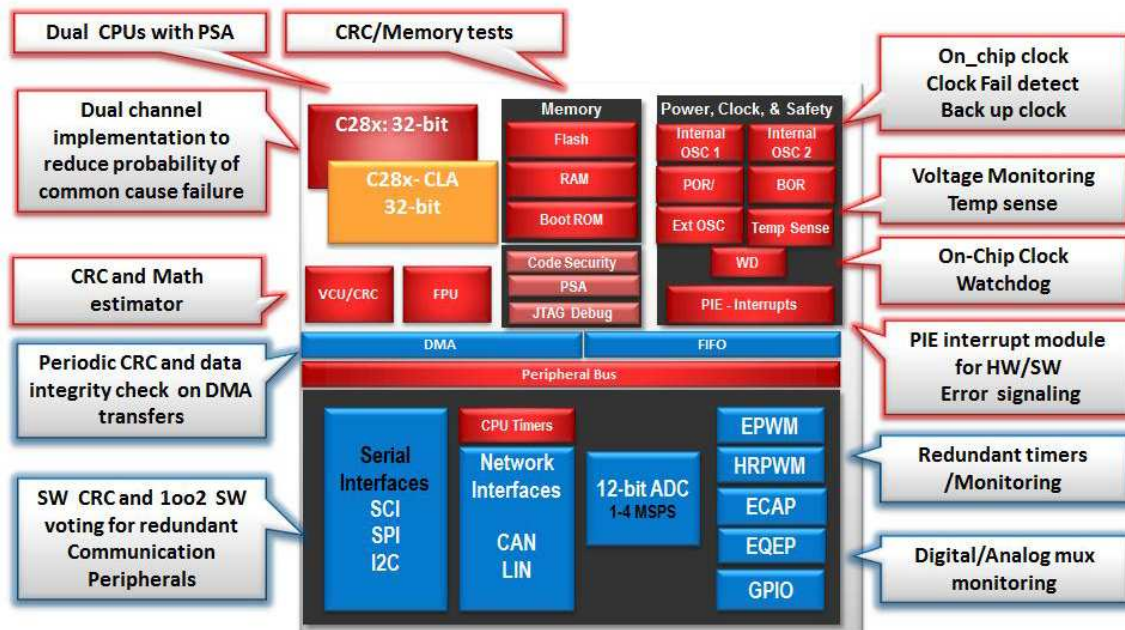 Dual CPUs with PSA
CRC/Memory tests
On_chip clock
Clock Fail detect
Back up clock
Dual channel
implementation to
reduce probability of
common cause failure
C28x: 32-bit
C28x- CLA
32-bit
Memory
Flash
RAM
Boot ROM
Power, Clock, & Safety
Internal
OSC 1
Internal
OSC 2
POR/
BOR
Ext OSC
Temp Sense
WD
PIE - Interrupts
Voltage Monitoring
Temp sense
On-Chip Clock
Watchdog
CRC and Math
estimator
VCU/CRC
FPU
Code Security
PSA
JTAG Debug
PIE interrupt module
for HW/SW
Error signaling
Periodic CRC and data
integrity check on DMA
transfers
DMA
FIFO
Peripheral Bus
Serial
Interfaces
SCI
SPI
I2C
CPU Timers
Network
Interfaces
CAN
LIN
12-bit ADC
1-4 MSPS
EPWM
HRPWM
ECAP
EQEP
GPIO
Redundant timers
/Monitoring
SW CRC and 1oo2 SW
voting for redundant
Communication
Peripherals
Digital/Analog mux
monitoring